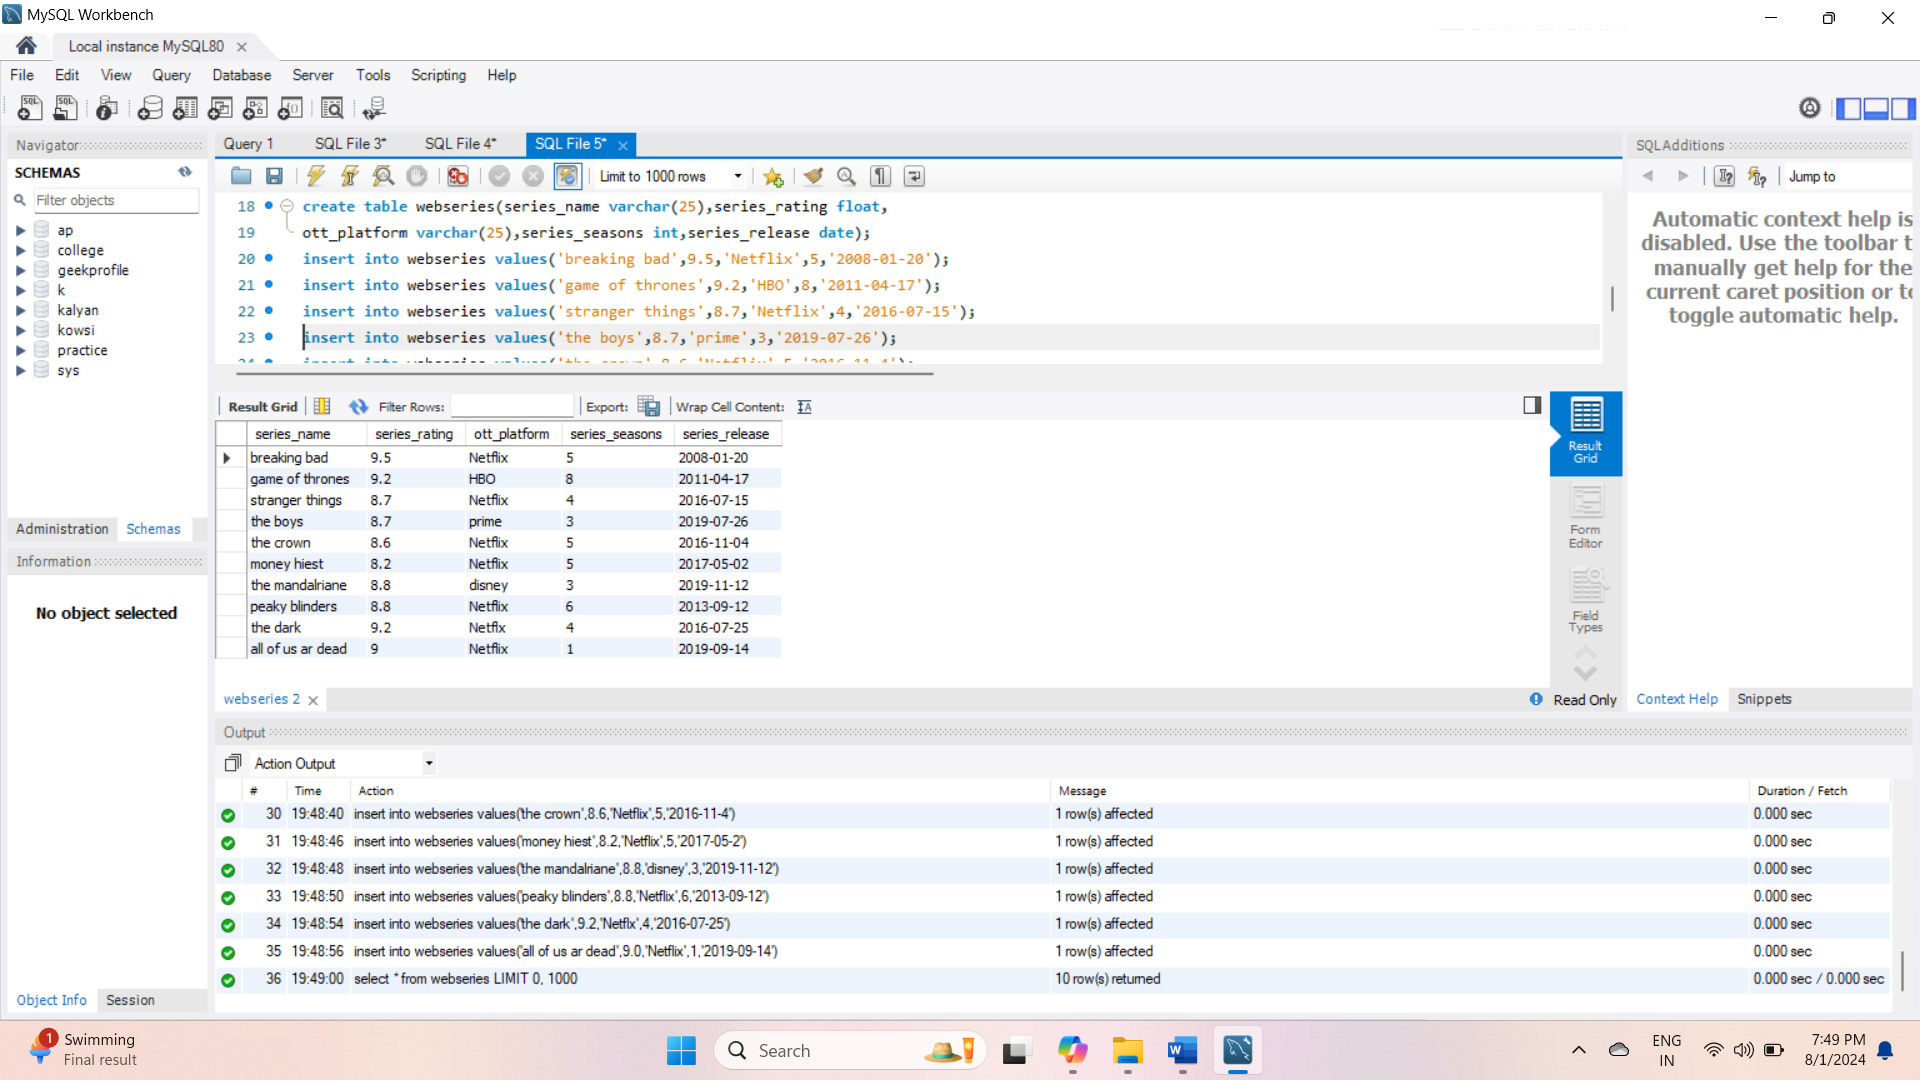 MySQL Workbench
Local instance MySQL80
File Edit View Query Database Server Tools Scripting Help
Navigator
SCHEMAS
Filter objects
ap
college
geekprofile
k
kalyan
kowsi
practice
sys
Administration Schemas
Information
No object selected
Object Info Session
Query 1 SQL File 3* SQL File 4* SQL File 5*
Limit to 1000 rows
18 create table webseries(series_name varchar(25),series_rating float,
19 ott_platform varchar(25),series_seasons int,series_release date);
20 insert into webseries values('breaking bad',9.5,'Netflix',5,'2008-01-20');
21 insert into webseries values('game of thrones',9.2,'HBO',8,'2011-04-17');
22 insert into webseries values('stranger things',8.7,'Netflix',4,'2016-07-15');
23 insert into webseries values('the boys',8.7,'prime',3,'2019-07-26');
Result Grid Filter Rows: Export: Wrap Cell Content:
series_name series_rating ott_platform series_seasons series_release
breaking bad 9.5 Netflix 5 2008-01-20
game of thrones 9.2 HBO 8 2011-04-17
stranger things 8.7 Netflix 4 2016-07-15
the boys 8.7 prime 3 2019-07-26
the crown 8.6 Netflix 5 2016-11-04
money hiest 8.2 Netflix 5 2017-05-02
the mandalriane 8.8 disney 3 2019-11-12
peaky blinders 8.8 Netflix 6 2013-09-12
the dark 9.2 Netflx 4 2016-07-25
all of us ar dead 9 Netflix 1 2019-09-14
Result
Grid
Form
Editor
Field
Types
webseries 2
Read Only
SQLAdditions
Jump to
Automatic context help is
disabled. Use the toolbar t
manually get help for the
current caret position or to
toggle automatic help.
Context Help Snippets
Output
Action Output
# Time Action Message Duration / Fetch
30 19:48:40 insert into webseries values('the crown',8.6,'Netflix',5,'2016-11-4') 1 row(s) affected 0.000 sec
31 19:48:46 insert into webseries values('money hiest',8.2,'Netflix',5,'2017-05-2') 1 row(s) affected 0.000 sec
32 19:48:48 insert into webseries values('the mandalriane',8.8,'disney',3,'2019-11-12') 1 row(s) affected 0.000 sec
33 19:48:50 insert into webseries values('peaky blinders',8.8,'Netflix',6,'2013-09-12') 1 row(s) affected 0.000 sec
34 19:48:54 insert into webseries values('the dark',9.2,'Netflx',4,'2016-07-25') 1 row(s) affected 0.000 sec
35 19:48:56 insert into webseries values('all of us ar dead',9.0,'Netflix',1,'2019-09-14') 1 row(s) affected 0.000 sec
36 19:49:00 select * from webseries LIMIT 0, 1000 10 row(s) returned 0.000 sec / 0.000 sec
1
Swimming
Final result
Search
ENG
IN
7:49 PM
8/1/2024